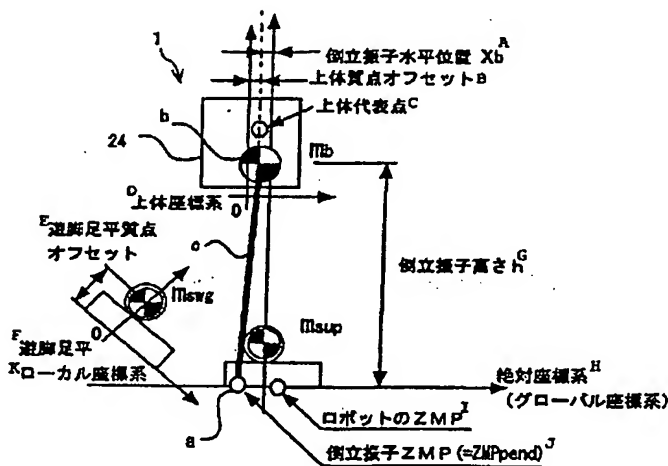 1
倒立振子水平位置 Xb A
上体質点オフセット B
上体代表点 C
b
24
mb
D 上体座標系
0
E 遊脚足平質点
オフセット
c
倒立振子高さh G
mswg
msup
0
F 遊脚足平
K ローカル座標系
絶対座標系 H
(グローバル座標系)
a
ロボットのZMP I
倒立振子ZMP (=ZMPpend) J